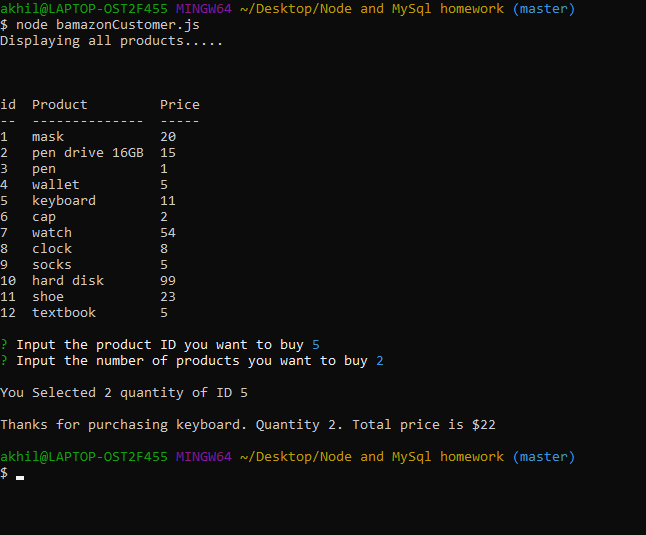 akhil@LAPTOP-OST2F455 MINGW64 ~/Desktop/Node and MySql homework (master)
$ node bamazonCustomer.js
Displaying all products.....
id  Product         Price
--  --------------  -----
1   mask            20
2   pen drive 16GB  15
3   pen             1
4   wallet          5
5   keyboard        11
6   cap             2
7   watch           54
8   clock           8
9   socks           5
10  hard disk       99
11  shoe            23
12  textbook        5
? Input the product ID you want to buy 5
? Input the number of products you want to buy 2
You Selected 2 quantity of ID 5
Thanks for purchasing keyboard. Quantity 2. Total price is $22
akhil@LAPTOP-OST2F455 MINGW64 ~/Desktop/Node and MySql homework (master)
$